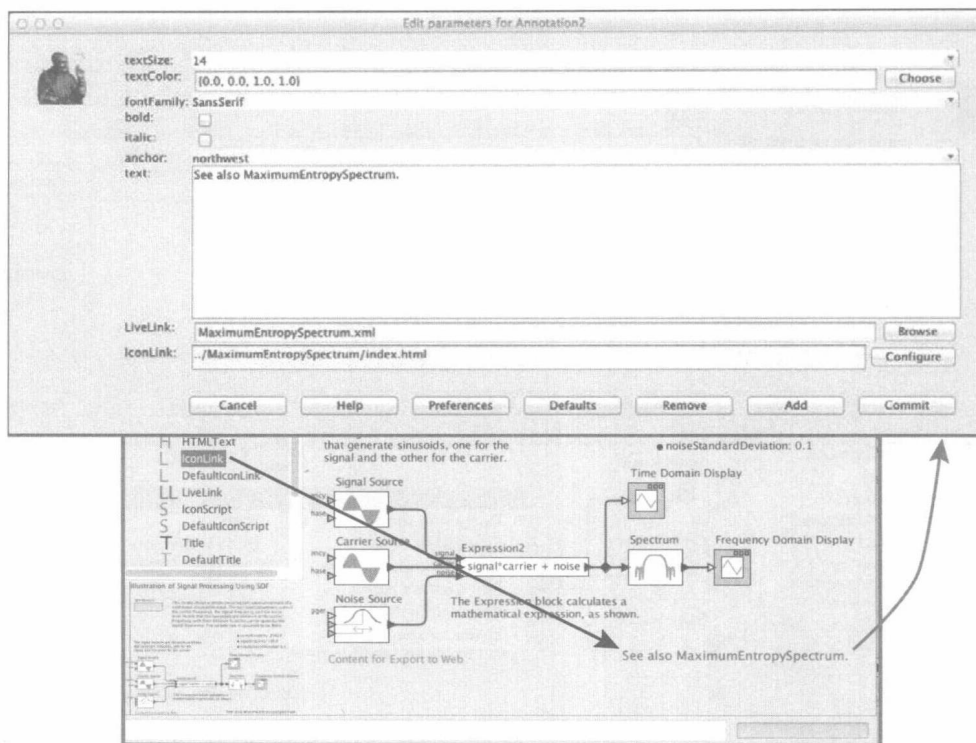 Edit parameters for Annotation2
textSize: 14
textColor: {0.0, 0.0, 1.0, 1.0} Choose
fontFamily: SansSerif
bold:
italic:
anchor: northwest
text: See also MaximumEntropySpectrum.
LiveLink: MaximumEntropySpectrum.xml Browse
IconLink: ../MaximumEntropySpectrum/index.html Configure
Cancel Help Preferences Defaults Remove Add Commit
H HTMLText
L IconLink
L DefaultIconLink
LL LiveLink
S IconScript
S DefaultIconScript
T Title
T DefaultTitle
that generate sinusoids, one for the
signal and the other for the carrier.
noiseStandardDeviation: 0.1
Signal Source
hase
Time Domain Display
Carrier Source
hase
signal
noise
Expression2
signal*carrier + noise
Spectrum
Frequency Domain Display
Noise Source
The Expression block calculates a
mathematical expression, as shown.
Content for Export to Web
See also MaximumEntropySpectrum.
Illustration of Signal Processing Using SDF